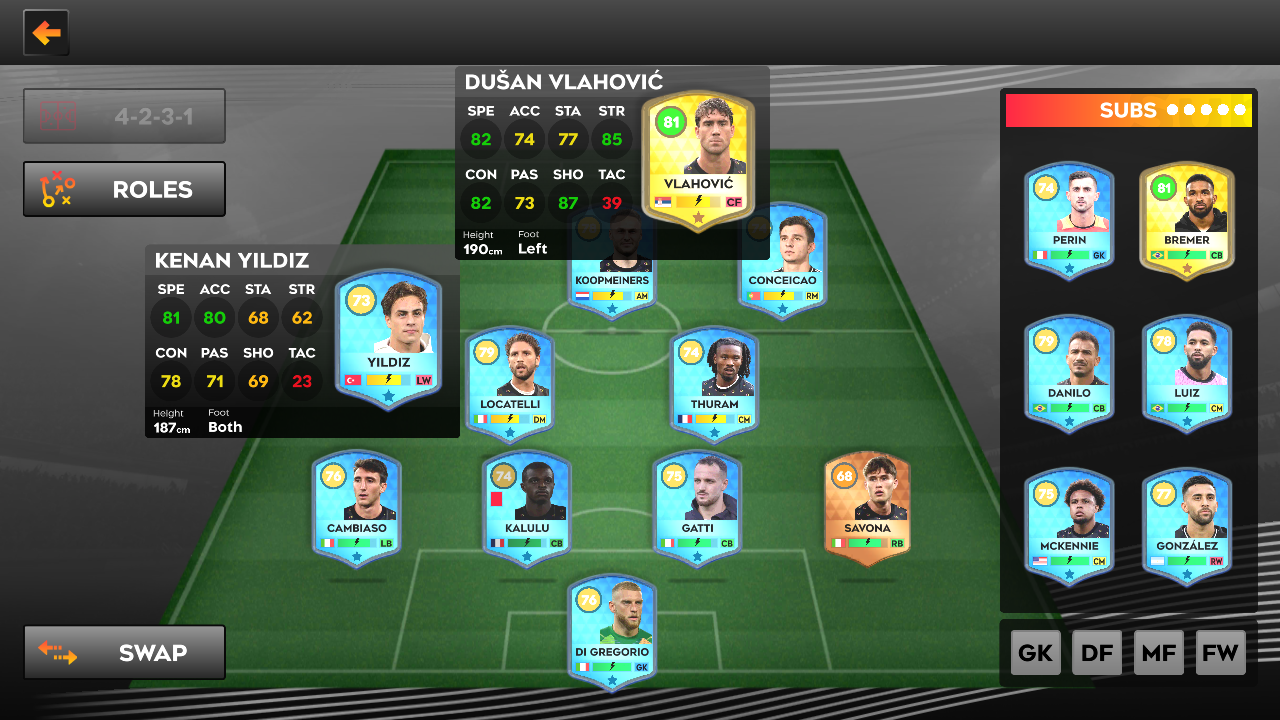 4-2-3-1
ROLES
DUŠAN VLAHOVIĆ
SPE ACC STA STR
82 74 77 85
CON PAS SHO TAC
82 73 87 39
Height Foot
190cm Left
81
VLAHOVIĆ
CF
KENAN YILDIZ
SPE ACC STA STR
81 80 68 62
CON PAS SHO TAC
78 71 69 23
Height Foot
187cm Both
73
YILDIZ
LW
KOOPMEINERS
AM
CONCEICAO
RM
79
LOCATELLI
DM
74
THURAM
CM
76
CAMBIASO
LB
74
KALULU
CB
75
GATTI
CB
68
SAVONA
RB
76
DI GREGORIO
GK
SWAP
SUBS
74
PERIN
GK
81
BREMER
CB
79
DANILO
CB
78
LUIZ
CM
75
MCKENNIE
CM
77
GONZÁLEZ
RW
GK DF MF FW